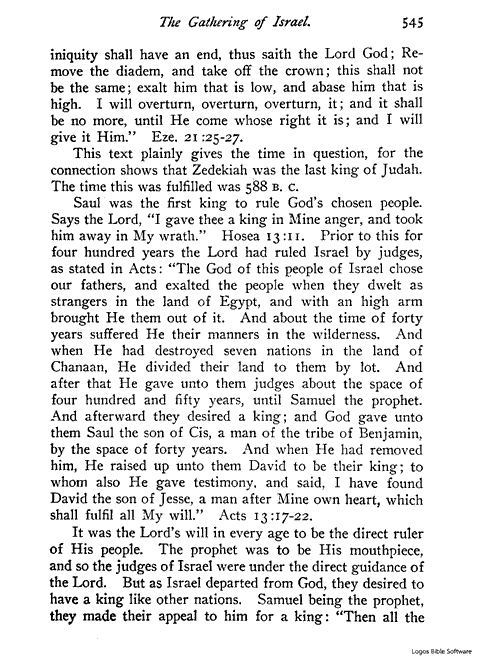 The Gathering of Israel. 545
iniquity shall have an end, thus saith the Lord God; Re-
move the diadem, and take off the crown; this shall not
be the same; exalt him that is low, and abase him that is
high. I will overturn, overturn, overturn, it; and it shall
be no more, until He come whose right it is; and I will
give it Him." Eze. 21:25-27.
This text plainly gives the time in question, for the
connection shows that Zedekiah was the last king of Judah.
The time this was fulfilled was 588 B. C.
Saul was the first king to rule God's chosen people.
Says the Lord, "I gave thee a king in Mine anger, and took
him away in My wrath." Hosea 13:11. Prior to this for
four hundred years the Lord had ruled Israel by judges,
as stated in Acts: "The God of this people of Israel chose
our fathers, and exalted the people when they dwelt as
strangers in the land of Egypt, and with an high arm
brought He them out of it. And about the time of forty
years suffered He their manners in the wilderness. And
when He had destroyed seven nations in the land of
Chanaan, He divided their land to them by lot. And
after that He gave unto them judges about the space of
four hundred and fifty years, until Samuel the prophet.
And afterward they desired a king; and God gave unto
them Saul the son of Cis, a man of the tribe of Benjamin,
by the space of forty years. And when He had removed
him, He raised up unto them David to be their king; to
whom also He gave testimony, and said, I have found
David the son of Jesse, a man after Mine own heart, which
shall fulfil all My will." Acts 13:17-22.
It was the Lord's will in every age to be the direct ruler
of His people. The prophet was to be His mouthpiece,
and so the judges of Israel were under the direct guidance of
the Lord. But as Israel departed from God, they desired to
have a king like other nations. Samuel being the prophet,
they made their appeal to him for a king: "Then all the
Logos Bible Software